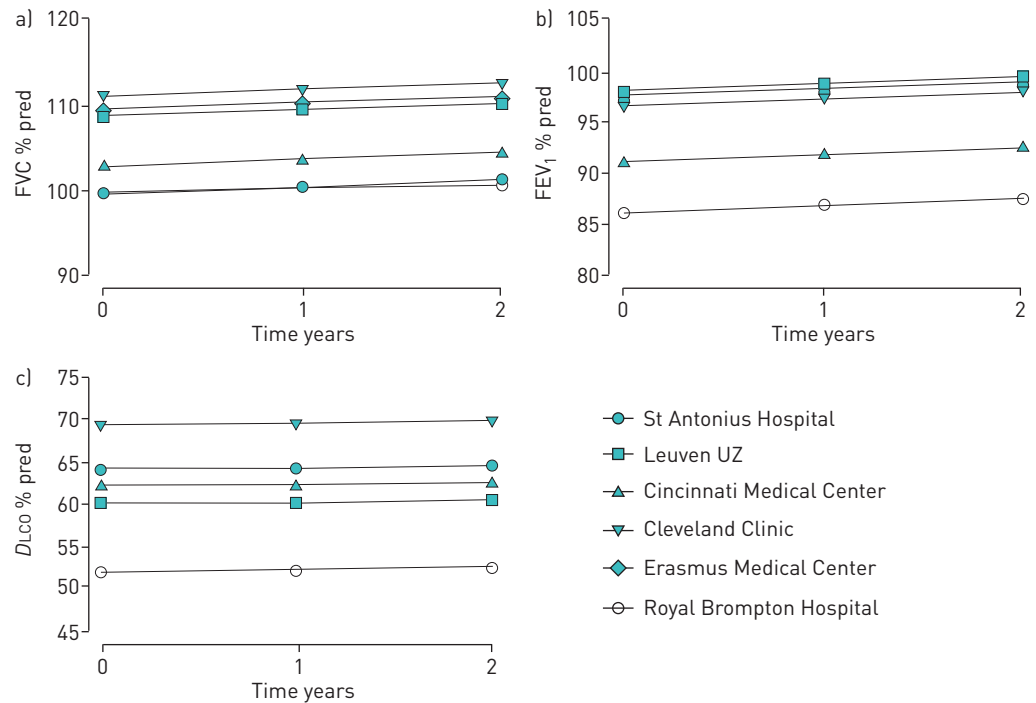 a)
120
110
100
90
FVC % pred
0 1 2
Time years
b)
100
105
100
95
90
85
80
FEV₁ % pred
0 1 2
Time years
c)
75
70
65
60
55
50
45
DLCO % pred
0 1 2
Time years
St Antonius Hospital
Leuven UZ
Cincinnati Medical Center
Cleveland Clinic
Erasmus Medical Center
Royal Brompton Hospital